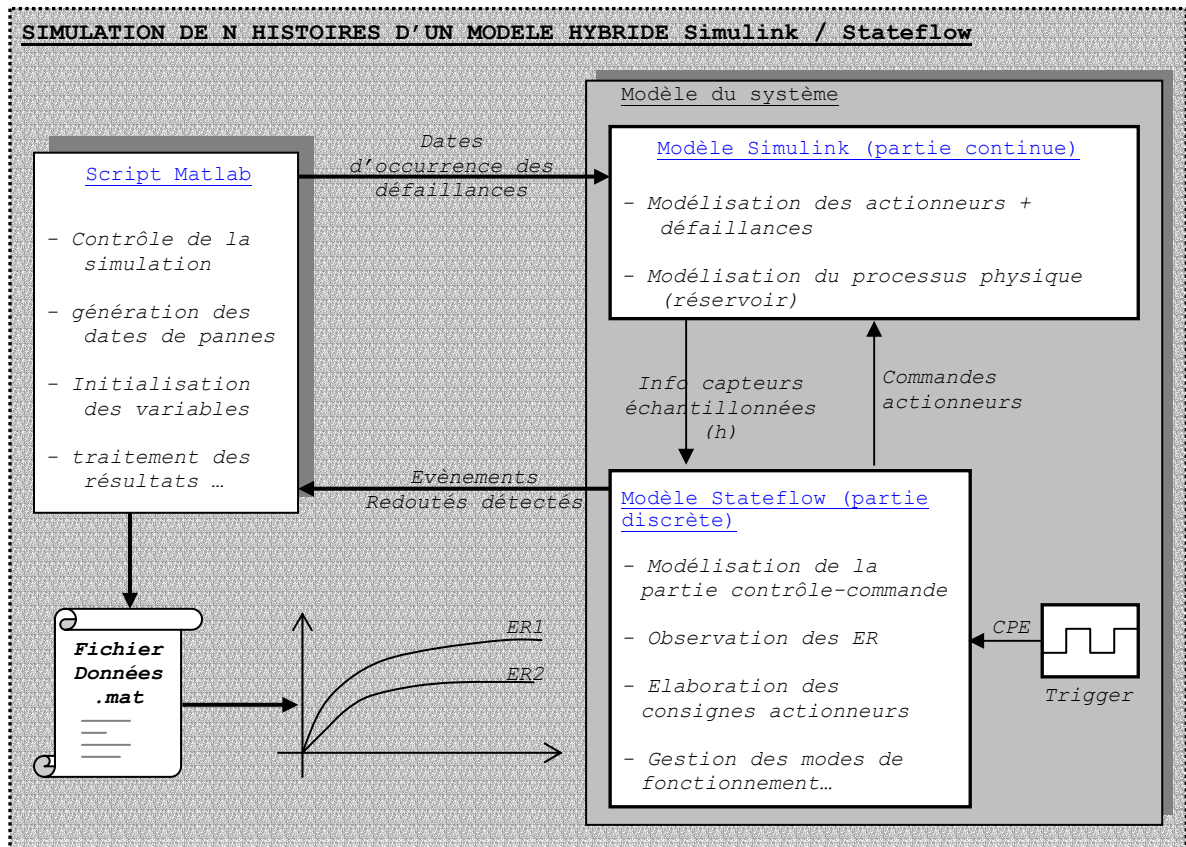 SIMULATION DE N HISTOIRES D’UN MODELE HYBRIDE Simulink / Stateflow
Modèle du système
Script Matlab
- Contrôle de la
simulation
- génération des
dates de pannes
- Initialisation
des variables
- traitement des
résultats …
Dates
d’occurrence des
défaillances
Modèle Simulink (partie continue)
- Modélisation des actionneurs +
défaillances
- Modélisation du processus physique
(réservoir)
Info capteurs
échantillonnées
(h)
Commandes
actionneurs
Evènements
Redoutés détectés
Modèle Stateflow (partie
discrète)
- Modélisation de la
partie contrôle-commande
- Observation des ER
- Elaboration des
consignes actionneurs
- Gestion des modes de
fonctionnement…
CPE
Trigger
Fichier
Données
.mat
ER1
ER2